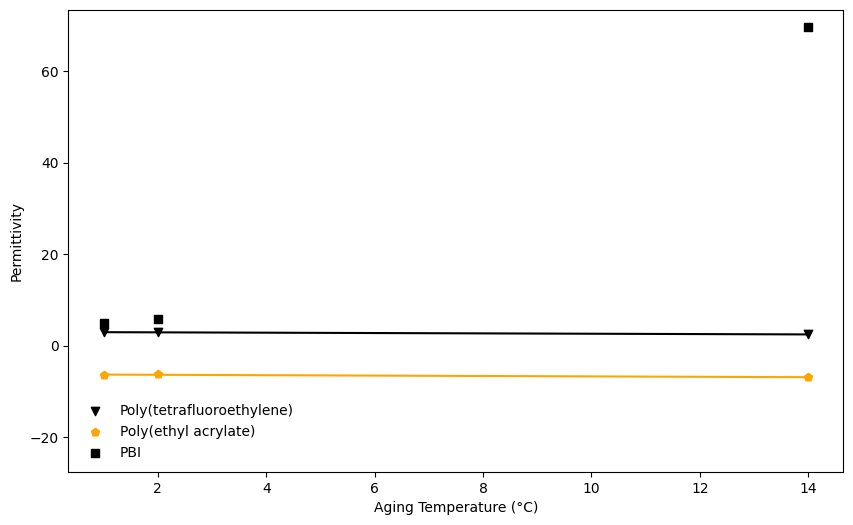 60
40
20
0
−20
Permittivity
Poly(tetrafluoroethylene)
Poly(ethyl acrylate)
PBI
2 4 6 8 10 12 14
Aging Temperature (°C)